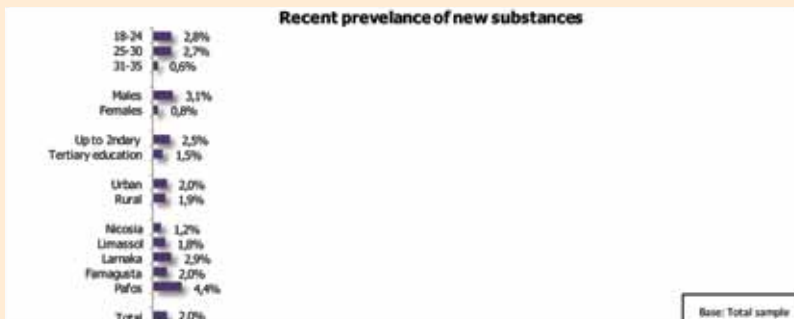 Recent prevelance of new substances
18-24 2,8%
25-30 2,7%
31-35 0,6%
Males 3,1%
Females 0,8%
Up to 2ndary 2,5%
Tertiary education 1,5%
Urban 2,0%
Rural 1,9%
Nicosia 1,2%
Limassol 1,8%
Larnaka 2,9%
Famagusta 2,0%
Pafos 4,4%
Total 2,0%
Base: Total sample